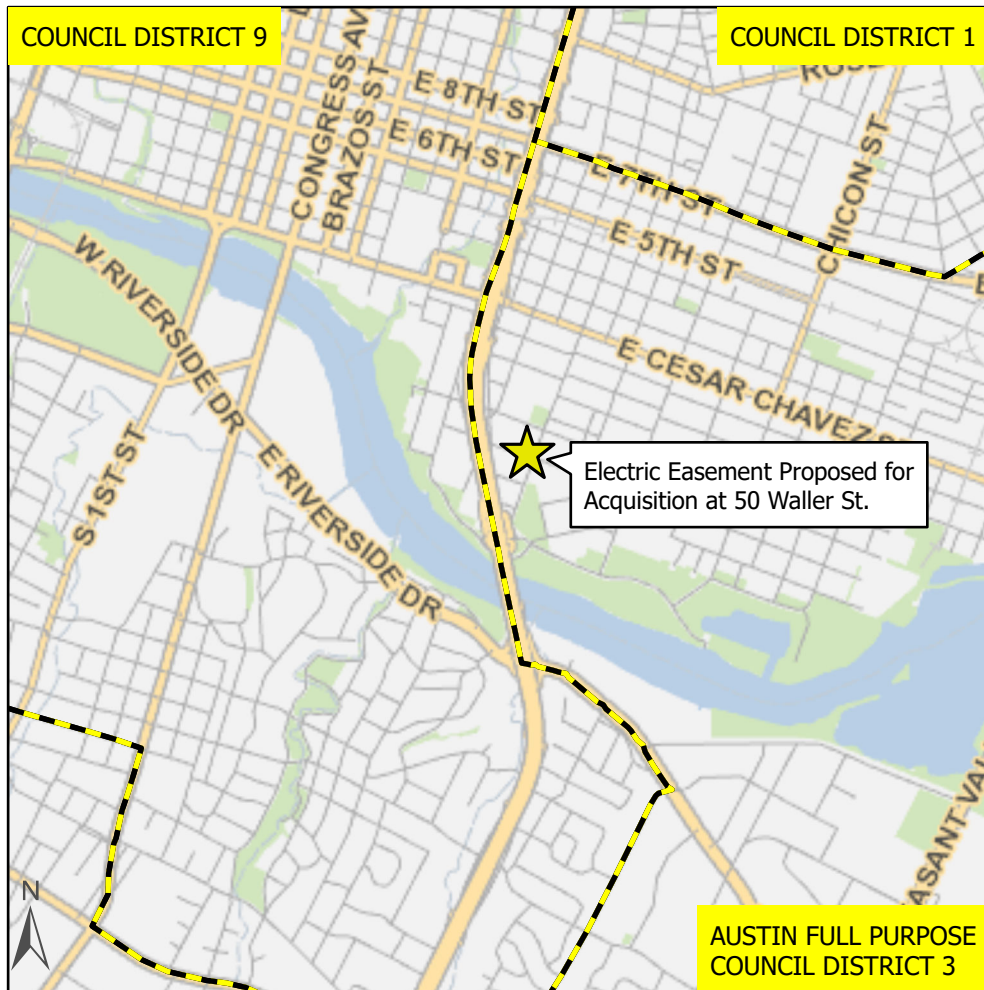 COUNCIL DISTRICT 9
COUNCIL DISTRICT 1
CONGRESS AV
BRAZOS ST
E 8TH ST
E 6TH ST
E 7TH ST
E 5TH ST
CHICON ST
W RIVERSIDE DR
E RIVERSIDE DR
S 1ST ST
E CESAR CHAVEZ
Electric Easement Proposed for
Acquisition at 50 Waller St.
N
AUSTIN FULL PURPOSE
COUNCIL DISTRICT 3